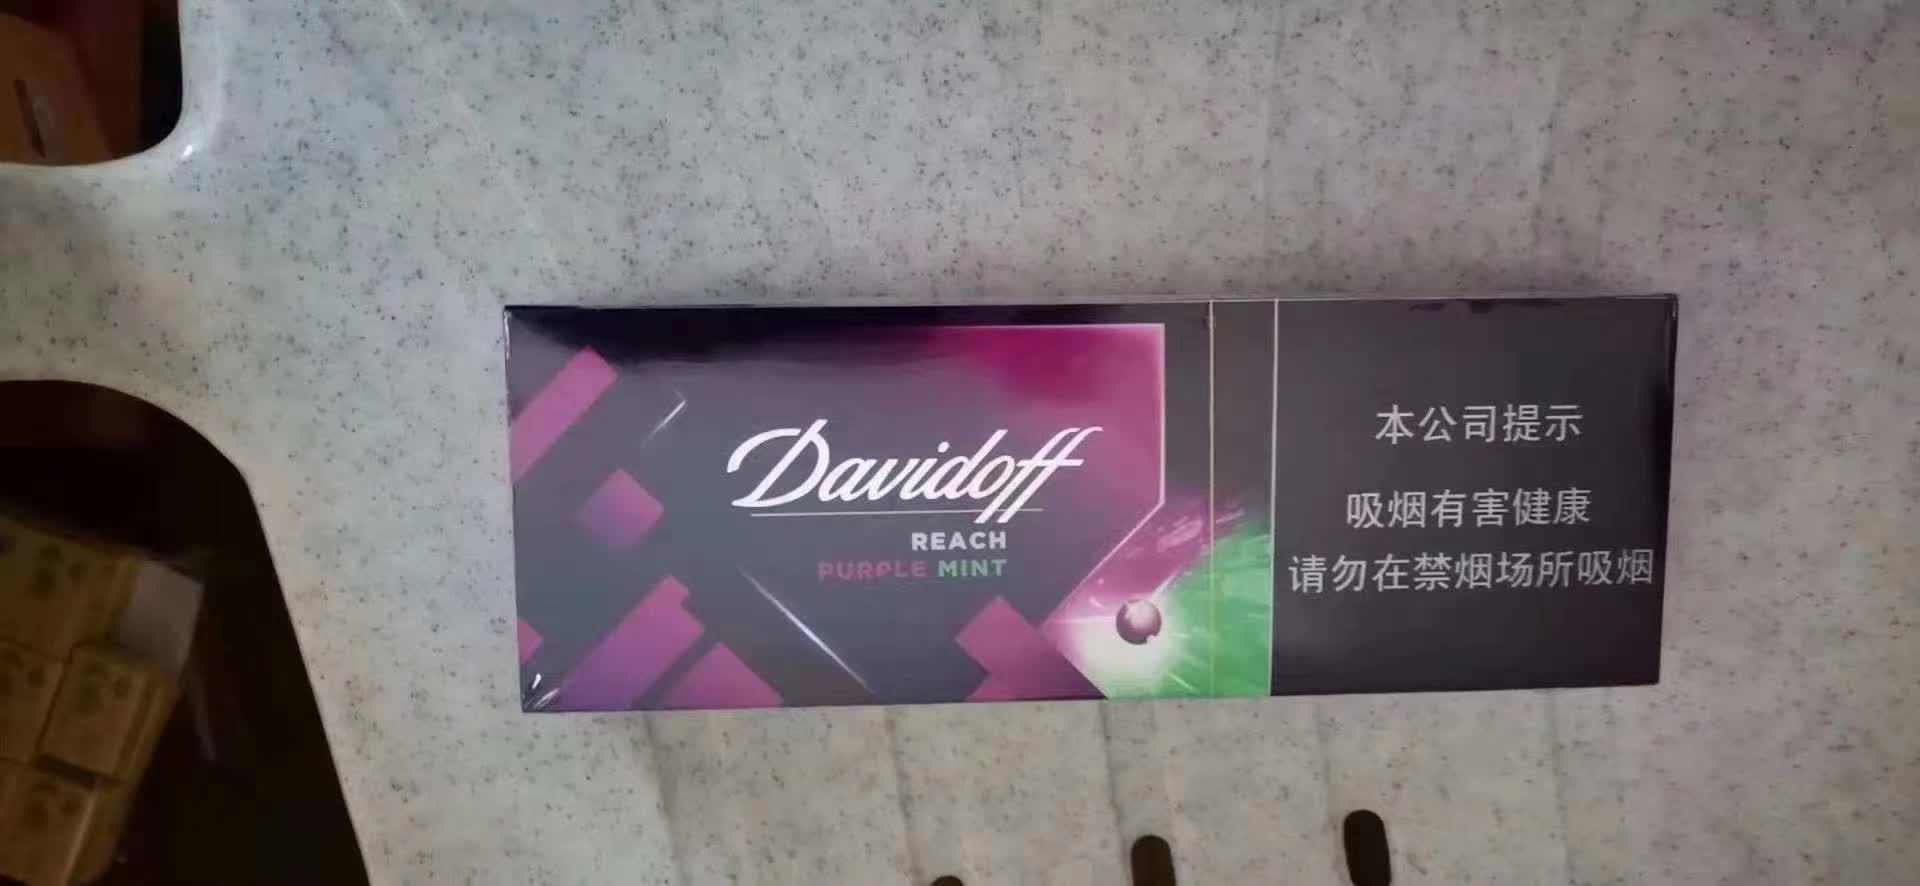 Davidoff
REACH
PURPLE MINT
本公司提示
吸烟有害健康
请勿在禁烟场所吸烟